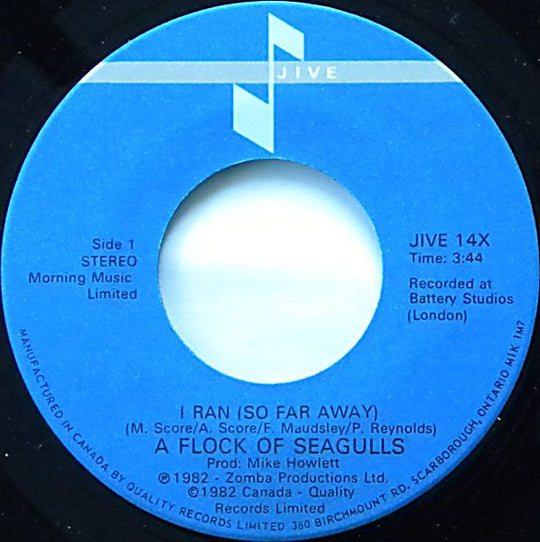 JIVE
Side 1
STEREO
Morning Music
Limited
JIVE 14X
Time: 3:44
Recorded at
Battery Studios
(London)
I RAN (SO FAR AWAY)
(M. Score/A. Score/F. Maudsley/P. Reynolds)
A FLOCK OF SEAGULLS
Prod: Mike Howlett
℗1982 - Zomba Productions Ltd.
©1982 Canada - Quality
Records Limited
MANUFACTURED IN CANADA BY QUALITY RECORDS LIMITED 380 BIRCHMOUNT RD. SCARBOROUGH, ONTARIO M1K 1M7